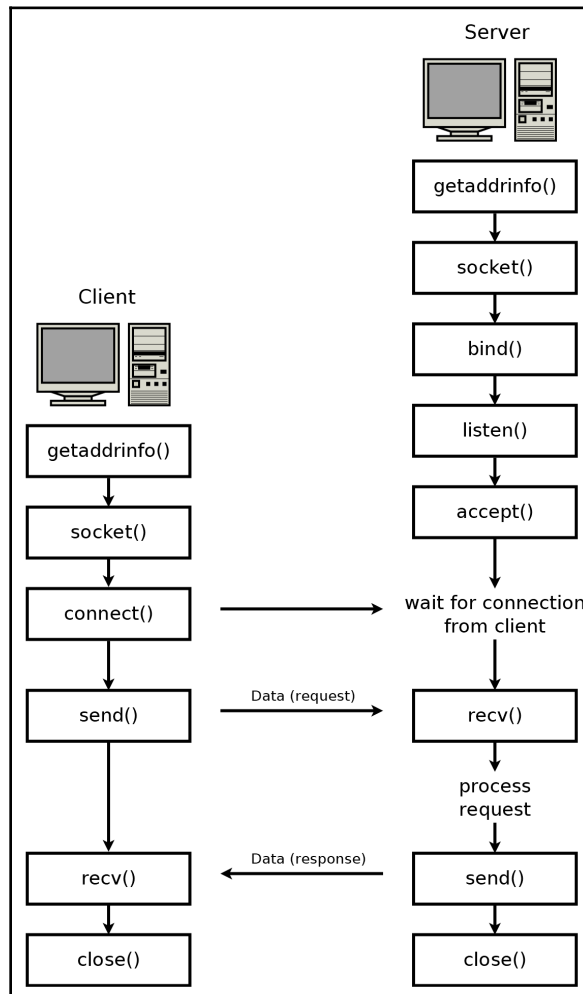 Server
getaddrinfo()
socket()
bind()
listen()
accept()
wait for connection
from client
recv()
process
request
send()
close()
Client
getaddrinfo()
socket()
connect()
send()
recv()
close()
Data (request)
Data (response)